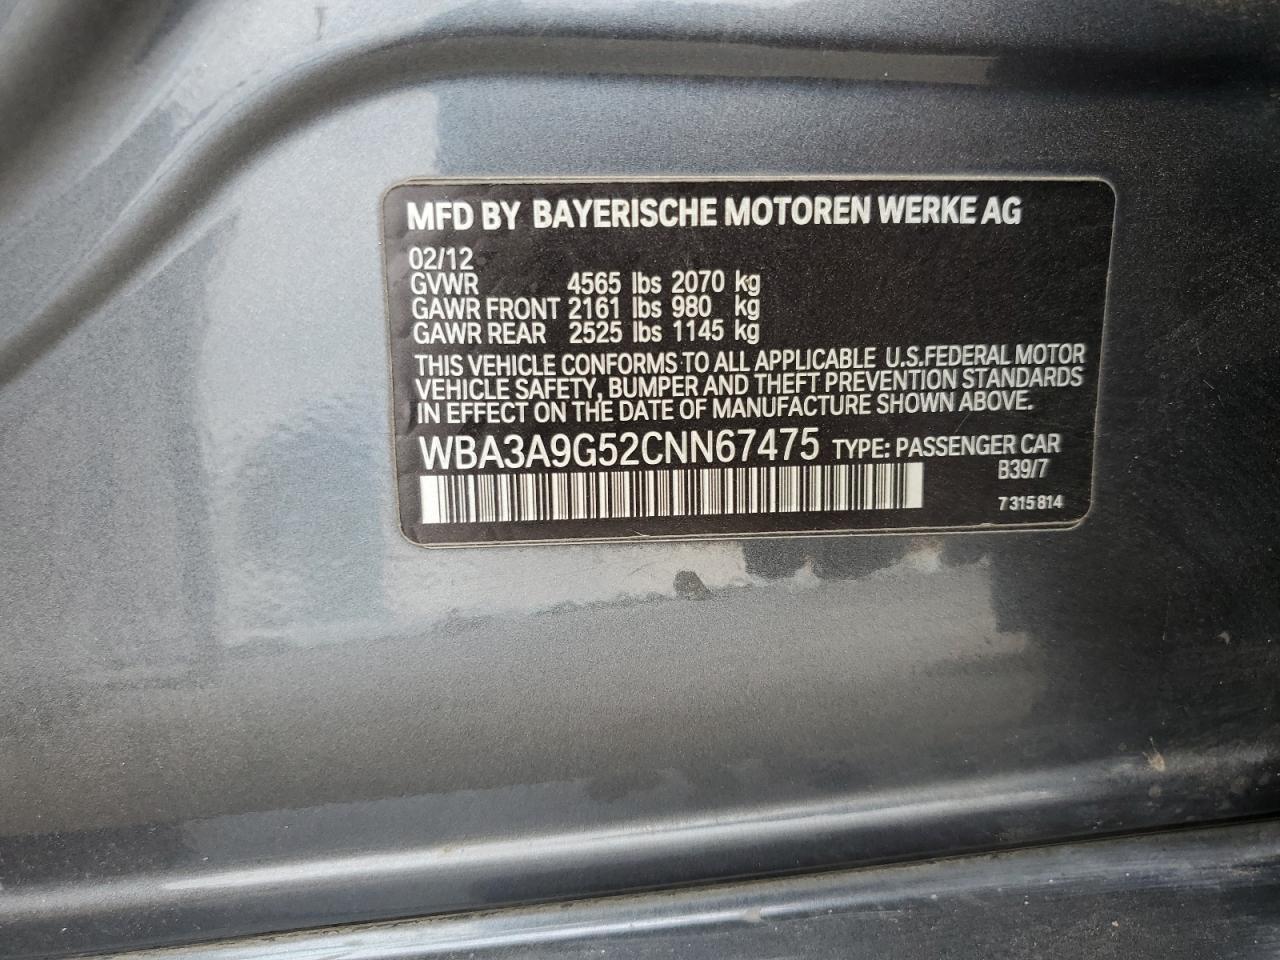 MFD BY BAYERISCHE MOTOREN WERKE AG
02/12
GVWR 4565 lbs 2070 kg
GAWR FRONT 2161 lbs 980 kg
GAWR REAR 2525 lbs 1145 kg
THIS VEHICLE CONFORMS TO ALL APPLICABLE U.S.FEDERAL MOTOR
VEHICLE SAFETY, BUMPER AND THEFT PREVENTION STANDARDS
IN EFFECT ON THE DATE OF MANUFACTURE SHOWN ABOVE.
WBA3A9G52CNN67475 TYPE: PASSENGER CAR
B39/7
7 315 814